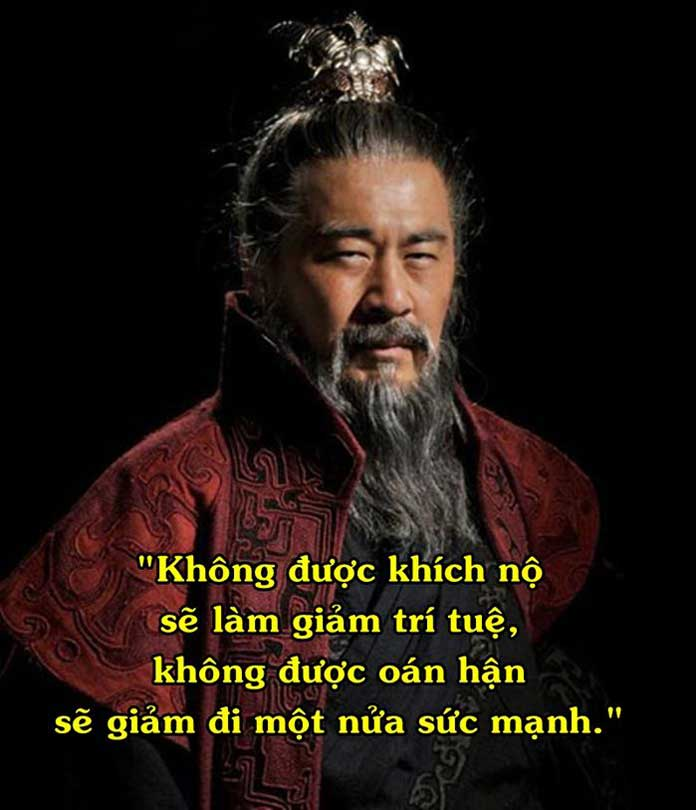 "Không được khích nộ
sẽ làm giảm trí tuệ,
không được oán hận
sẽ giảm đi một nửa sức mạnh."